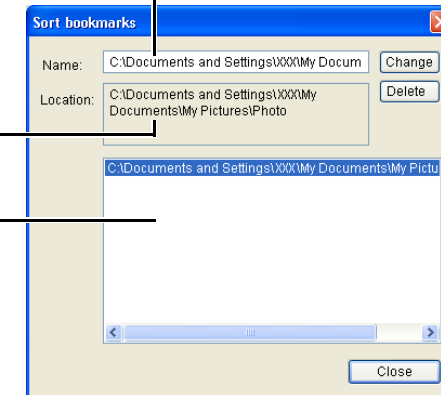 Sort bookmarks
Name: C:\Documents and Settings\XXX\My Docum Change
Location: C:\Documents and Settings\XXX\My Delete
Documents\My Pictures\Photo
C:\Documents and Settings\XXX\My Documents\My Pictu
Close